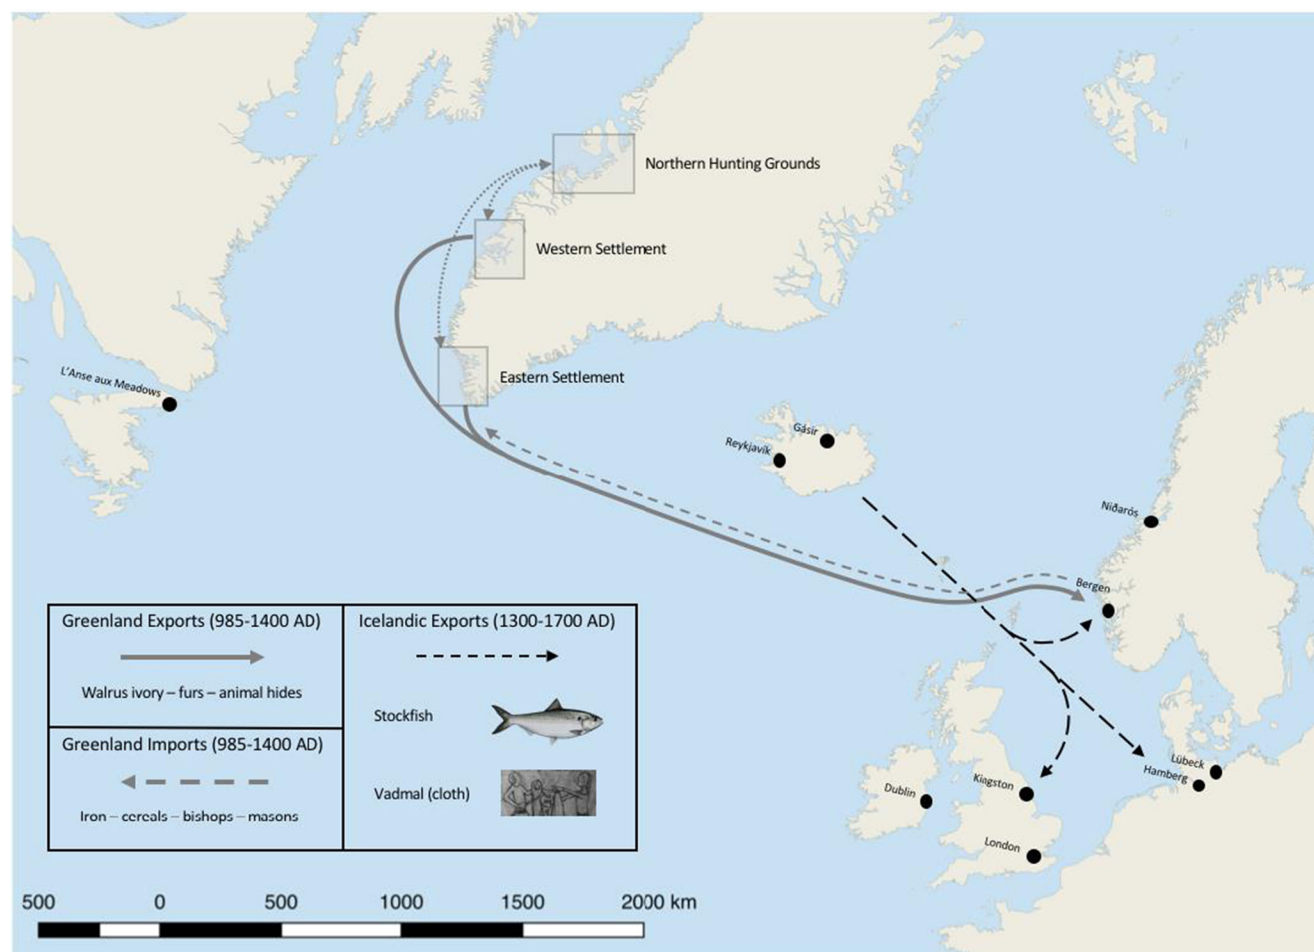 Northern Hunting Grounds
Western Settlement
L'Anse aux Meadows
Eastern Settlement
Gásir
Reykjavík
Niðarós
Bergen
Greenland Exports (985-1400 AD)
Walrus ivory – furs – animal hides
Greenland Imports (985-1400 AD)
Iron – cereals – bishops – masons
Icelandic Exports (1300-1700 AD)
Stockfish
Vadmal (cloth)
Lübeck
Hamberg
Kingston
Dublin
London
500 0 500 1000 1500 2000 km